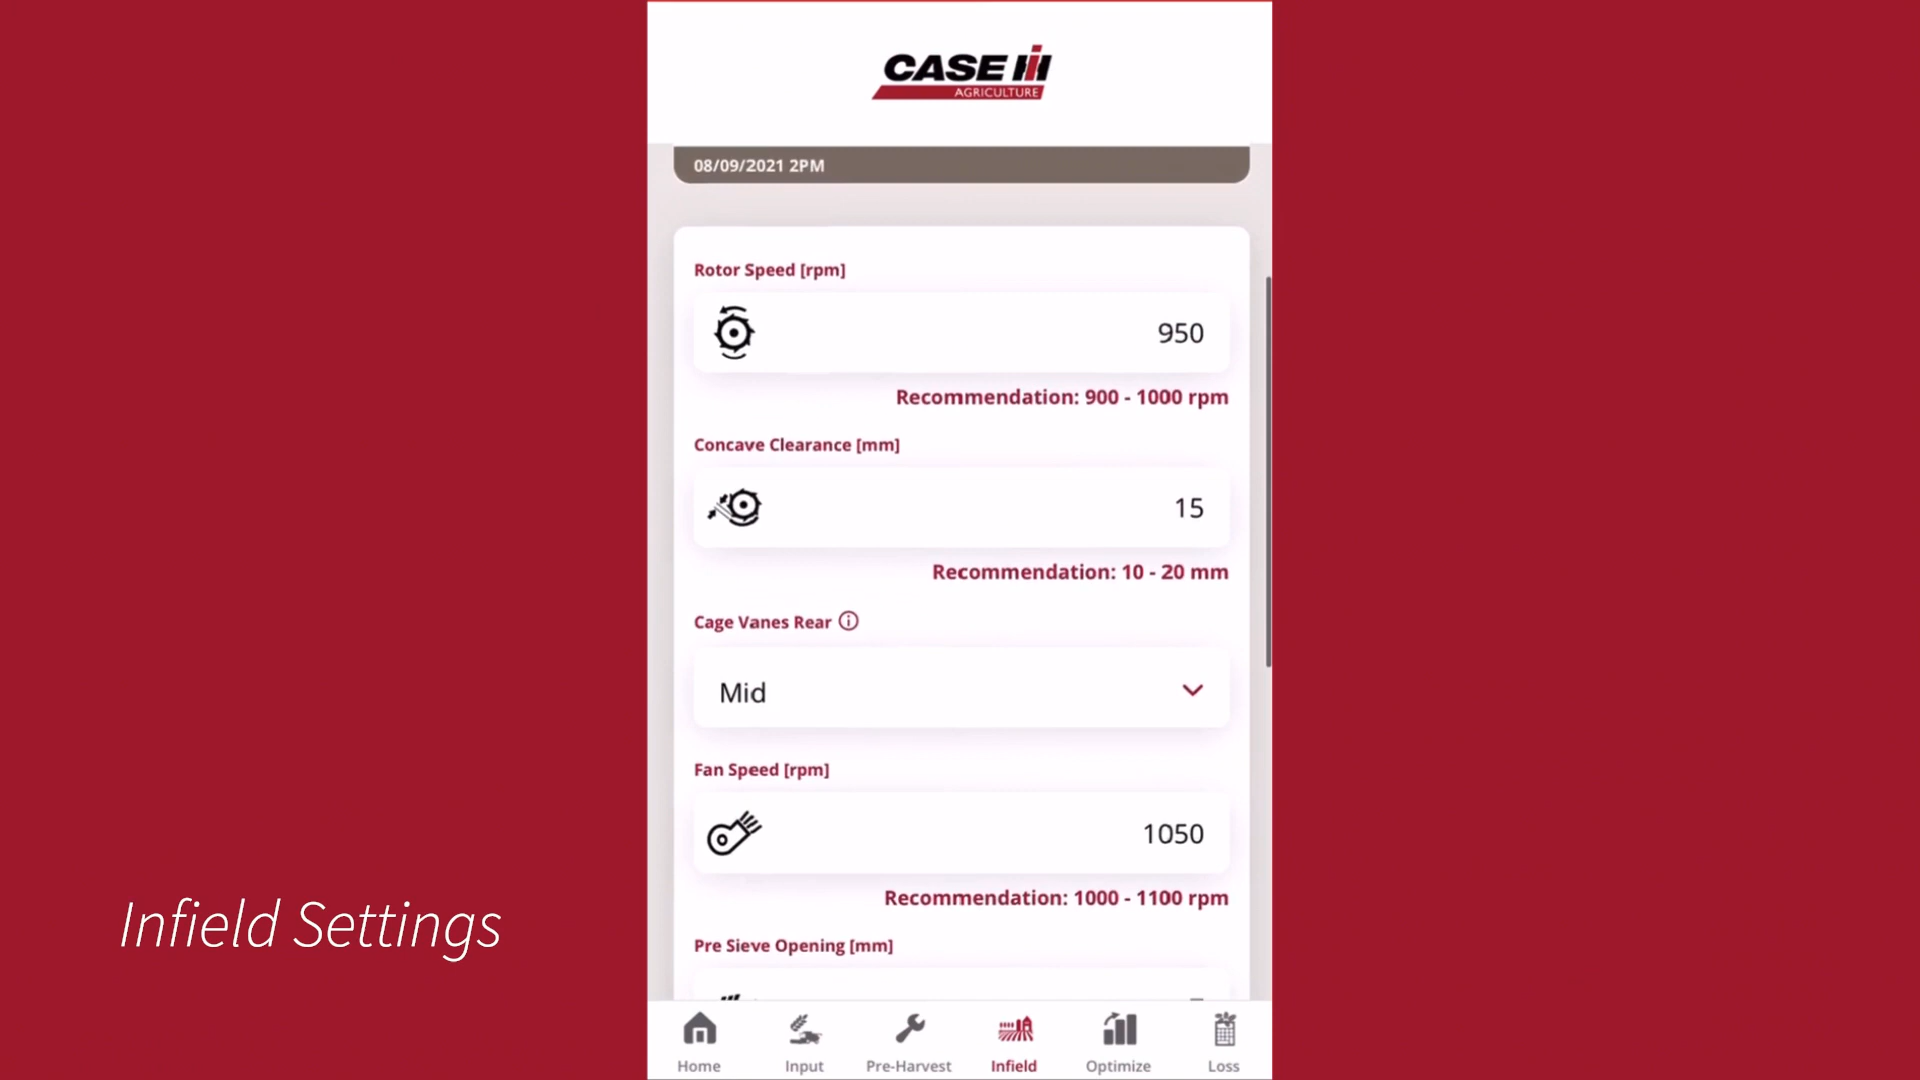 CASE IH
AGRICULTURE
08/09/2021 2PM
Rotor Speed [rpm]
950
Recommendation: 900 - 1000 rpm
Concave Clearance [mm]
15
Recommendation: 10 - 20 mm
Cage Vanes Rear
Mid
Fan Speed [rpm]
1050
Recommendation: 1000 - 1100 rpm
Pre Sieve Opening [mm]
Infield Settings
Home Input Pre-Harvest Infield Optimize Loss